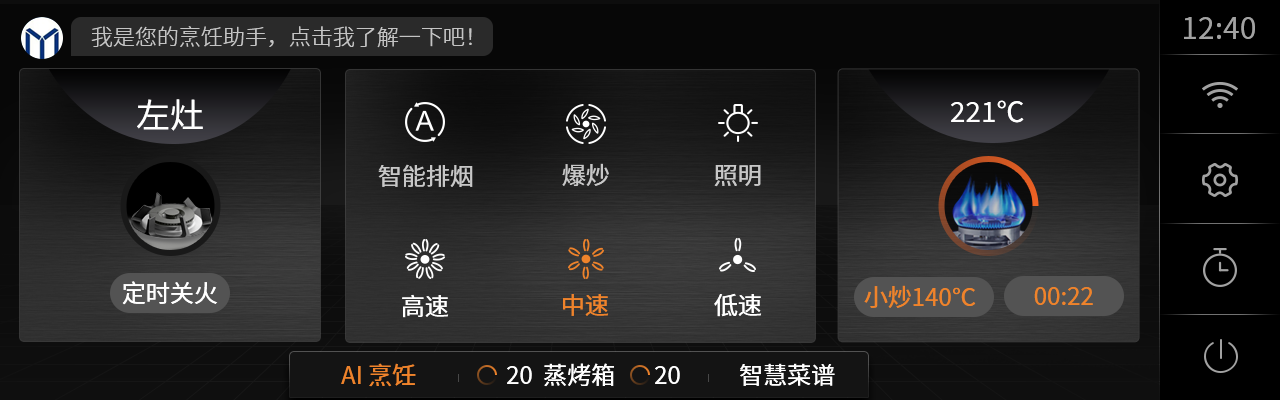 我是您的烹饪助手，点击我了解一下吧！
12:40
左灶
定时关火
A
智能排烟
爆炒
照明
高速
中速
低速
221℃
小炒140℃
00:22
AI 烹饪
20 蒸烤箱 20
智慧菜谱